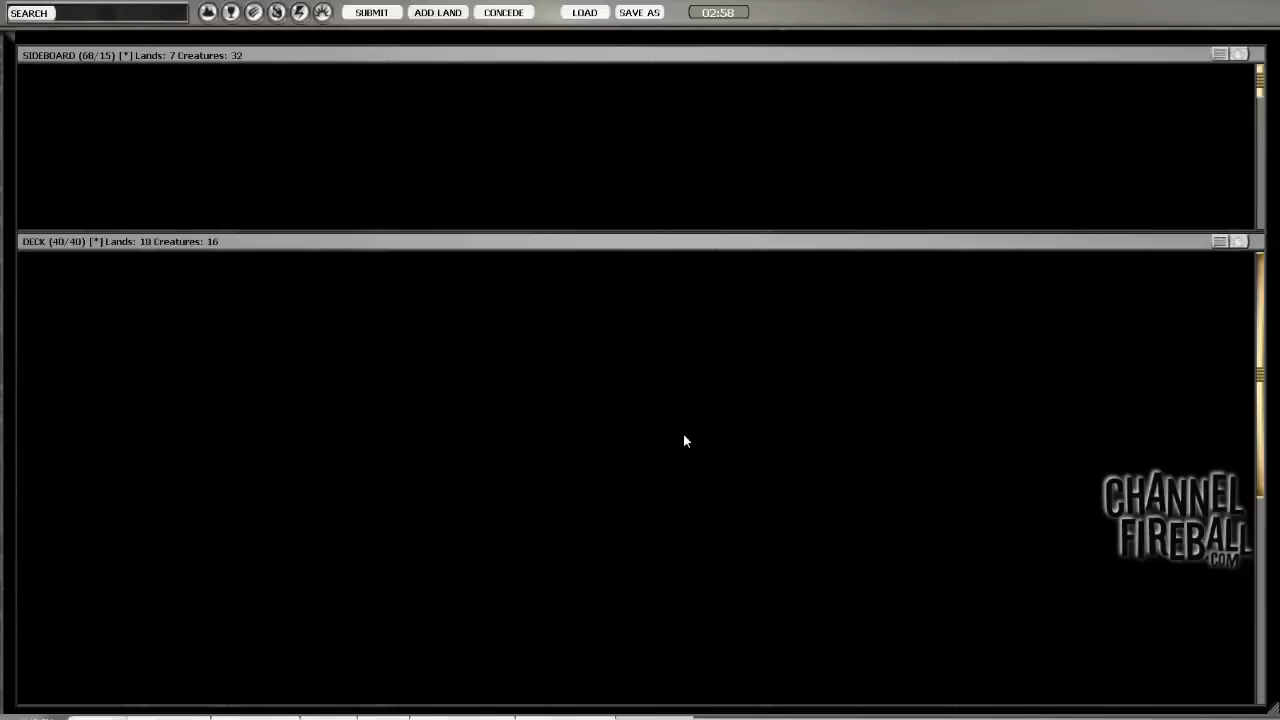 SEARCH SUBMIT ADD LAND CONCEDE LOAD SAVE AS 02:58
SIDEBOARD (68/15) [*] Lands: 7 Creatures: 32
DECK (40/40) [*] Lands: 18 Creatures: 16
CHANNEL
FIREBALL
.COM